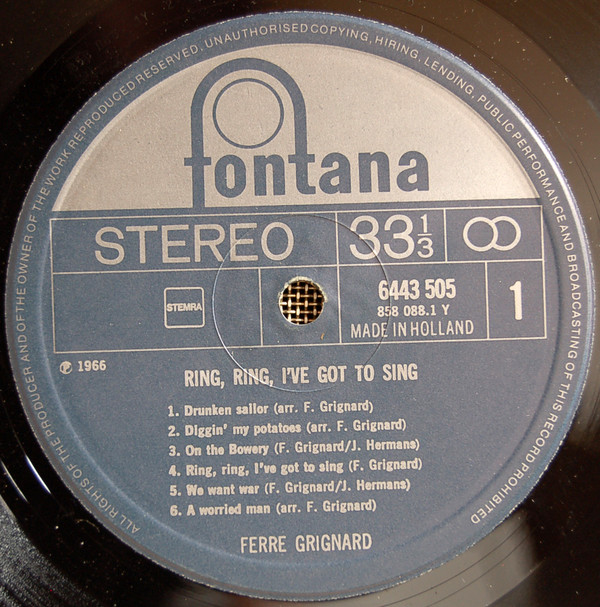 ALL RIGHTS OF THE PRODUCER AND OF THE OWNER OF THE WORK REPRODUCED RESERVED. UNAUTHORISED COPYING, HIRING, LENDING, PUBLIC PERFORMANCE AND BROADCASTING OF THIS RECORD PROHIBITED
fontana
STEREO 33 1/3
STEMRA
6443 505
858 088.1 Y
MADE IN HOLLAND
1
℗ 1966
RING, RING, I'VE GOT TO SING
1. Drunken sailor (arr. F. Grignard)
2. Diggin' my potatoes (arr. F. Grignard)
3. On the Bowery (F. Grignard/J. Hermans)
4. Ring, ring, I've got to sing (F. Grignard)
5. We want war (F. Grignard/J. Hermans)
6. A worried man (arr. F. Grignard)
FERRE GRIGNARD